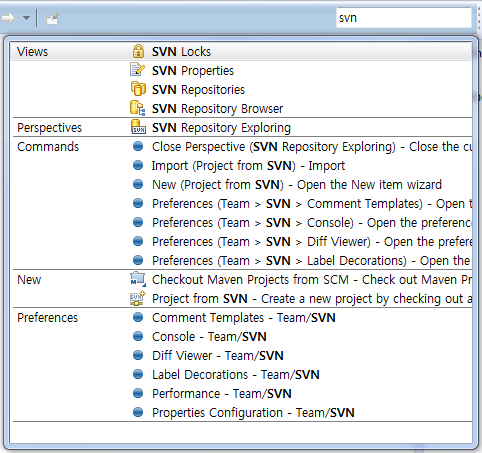 svn
Views SVN Locks
SVN Properties
SVN Repositories
SVN Repository Browser
Perspectives SVN Repository Exploring
Commands Close Perspective (SVN Repository Exploring) - Close the cu
Import (Project from SVN) - Import
New (Project from SVN) - Open the New item wizard
Preferences (Team > SVN > Comment Templates) - Open t
Preferences (Team > SVN > Console) - Open the preferenc
Preferences (Team > SVN > Diff Viewer) - Open the prefere
Preferences (Team > SVN > Label Decorations) - Open the
New Checkout Maven Projects from SCM - Check out Maven Pr
Project from SVN - Create a new project by checking out a
Preferences Comment Templates - Team/SVN
Console - Team/SVN
Diff Viewer - Team/SVN
Label Decorations - Team/SVN
Performance - Team/SVN
Properties Configuration - Team/SVN